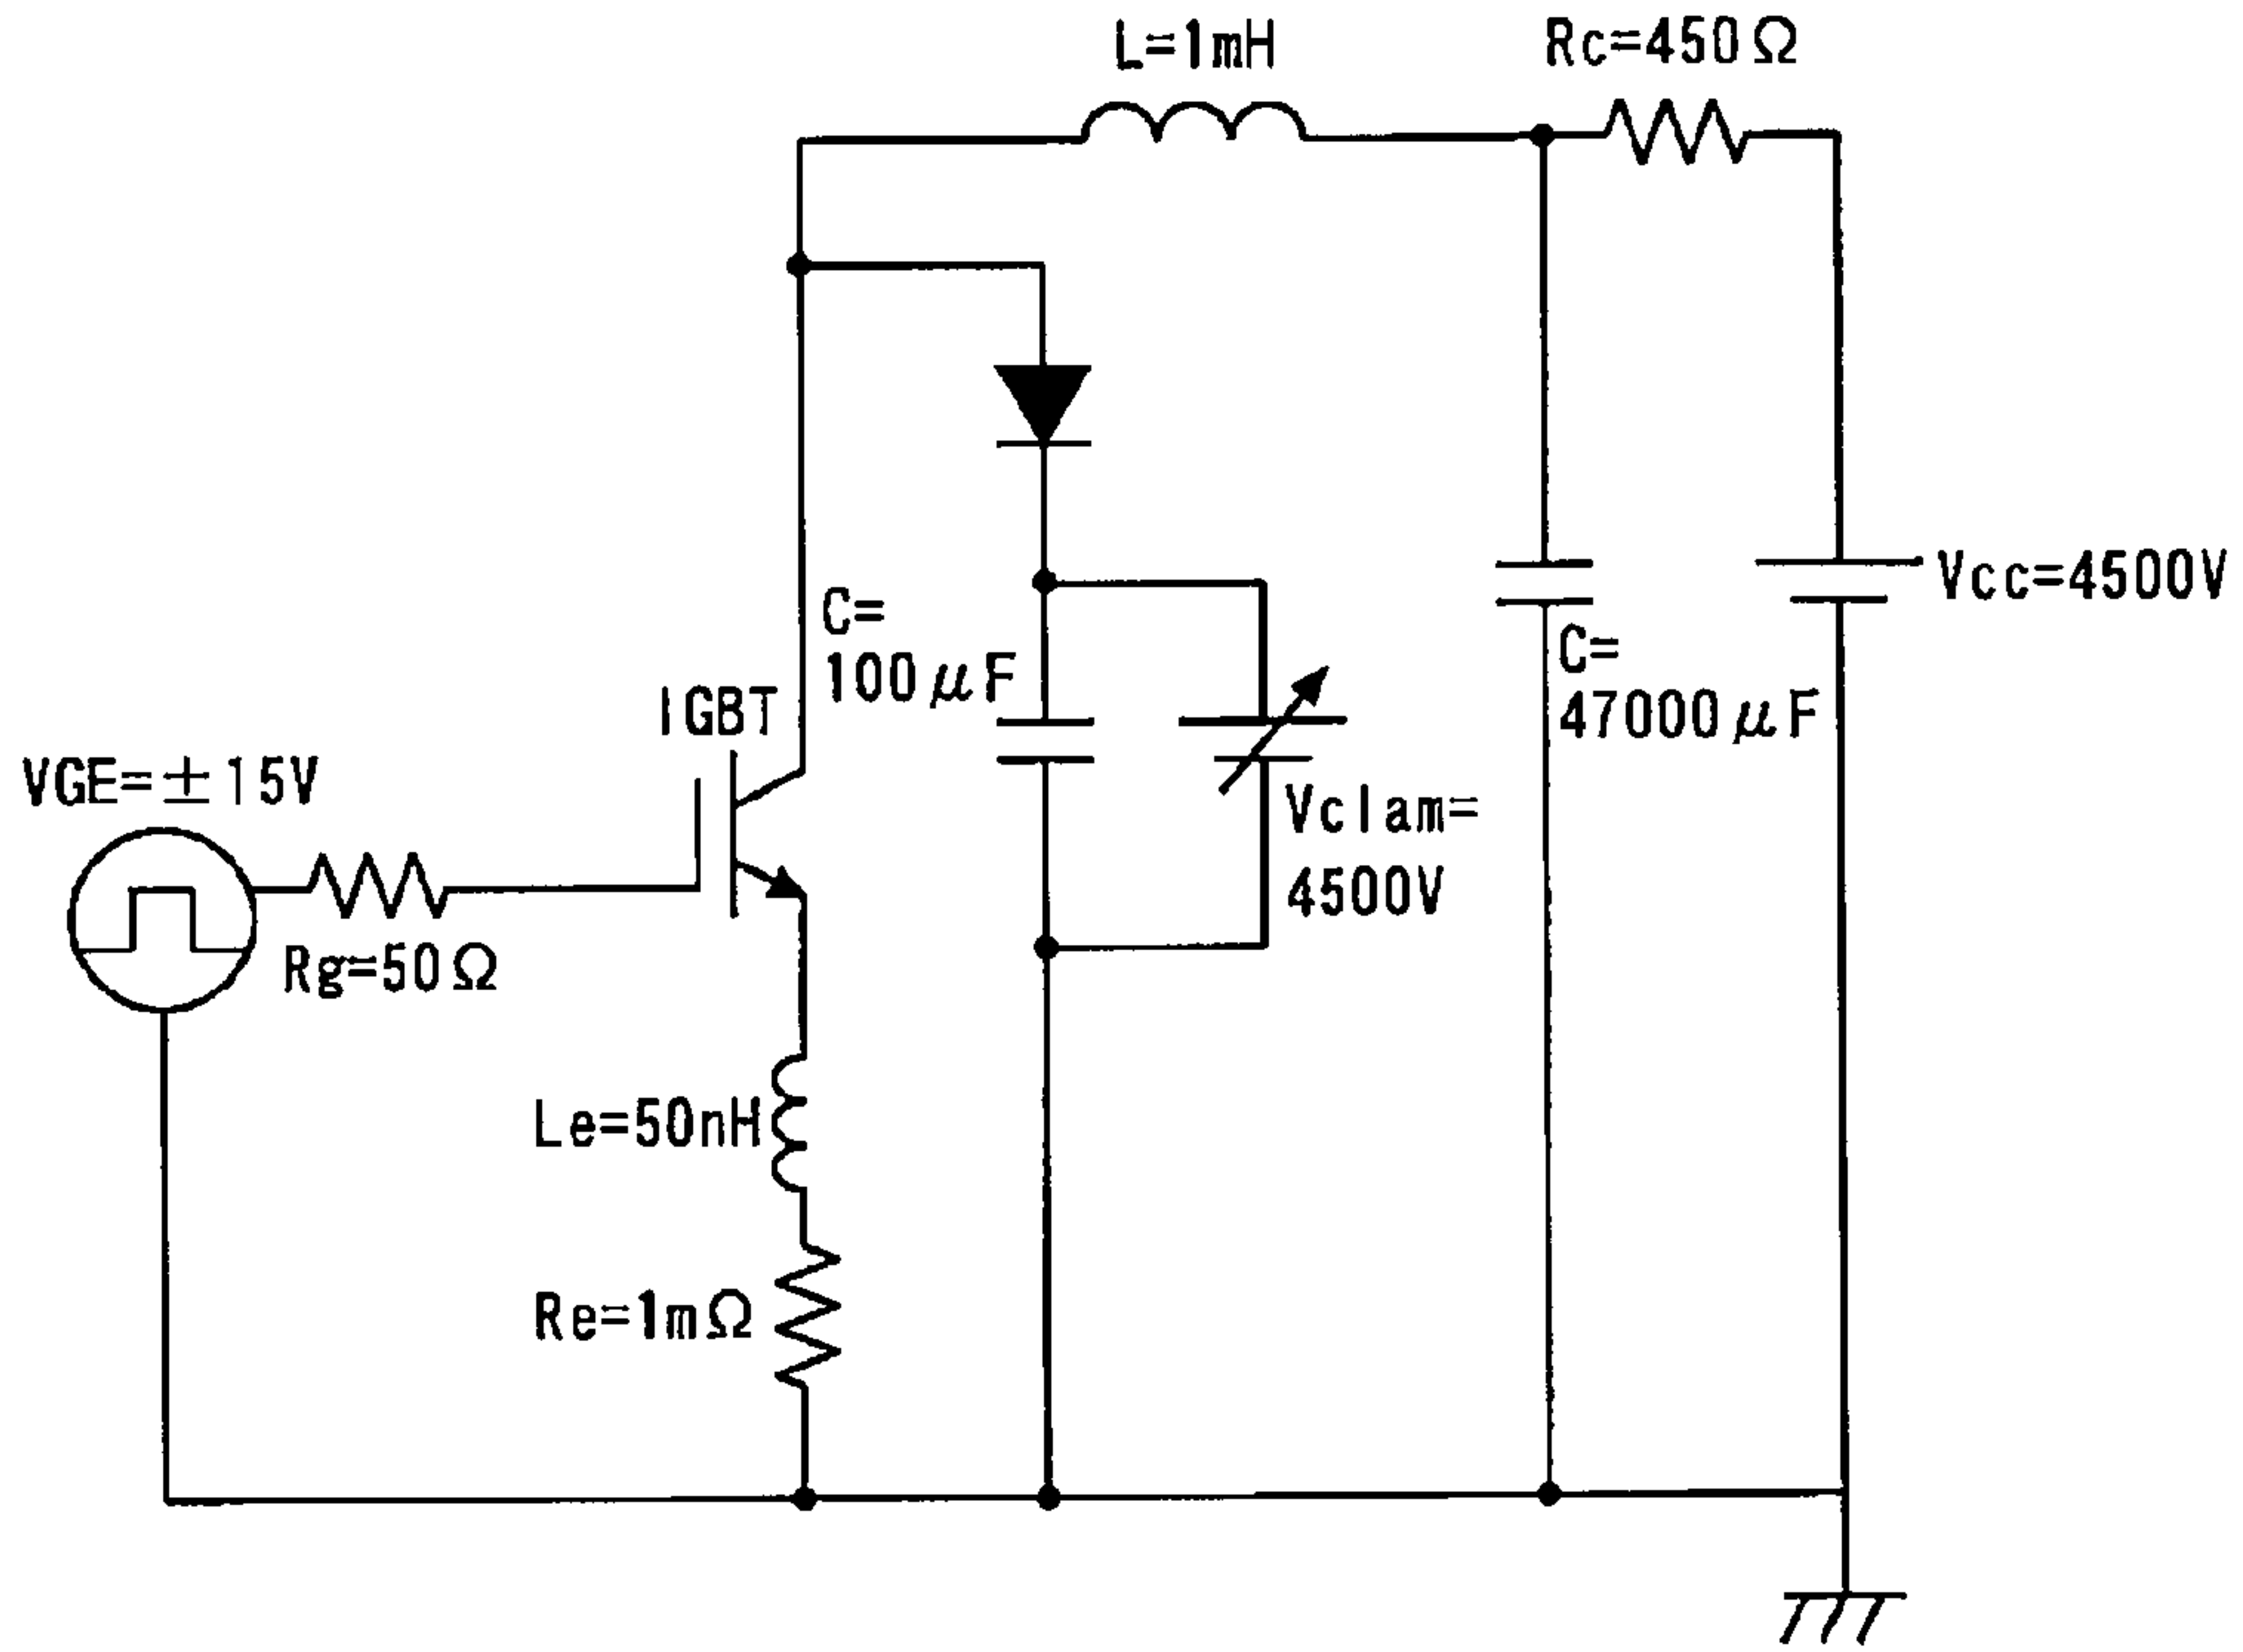 L=1mH
Rc=450Ω
C=
100μF
IGBT
VGE=±15V
Rg=50Ω
Vclam=
4500V
C=
47000μF
Vcc=4500V
Le=50nH
Re=1mΩ